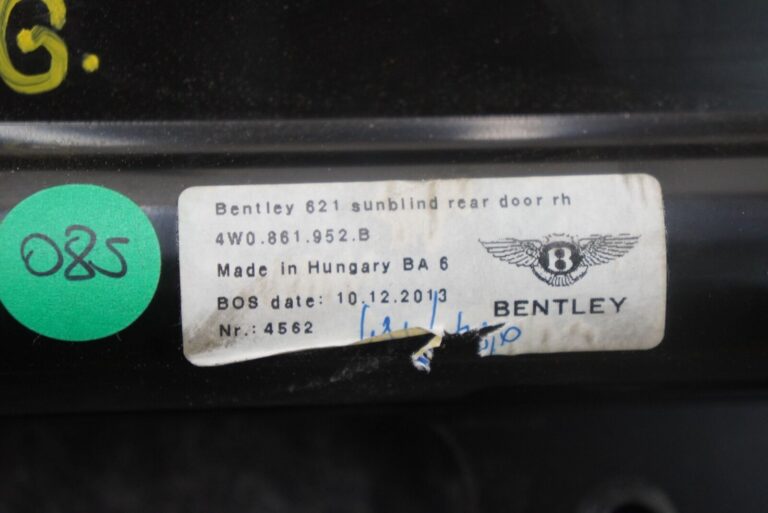 G.
085
Bentley 621 sunblind rear door rh
4W0.861.952.B
Made in Hungary BA 6
BOS date: 10.12.2013
Nr.: 4562
B
BENTLEY